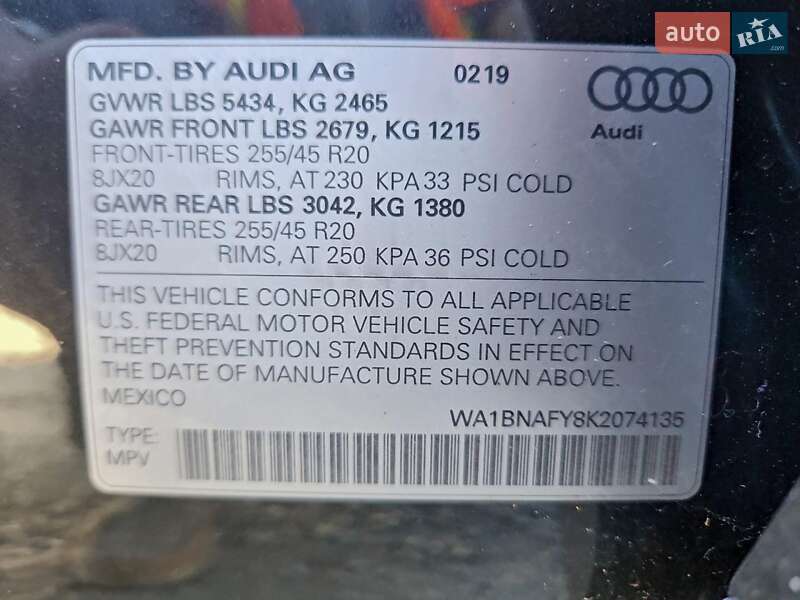 auto RIA.com
MFD. BY AUDI AG 0219
GVWR LBS 5434, KG 2465
GAWR FRONT LBS 2679, KG 1215
Audi
FRONT-TIRES 255/45 R20
8JX20 RIMS, AT 230 KPA 33 PSI COLD
GAWR REAR LBS 3042, KG 1380
REAR-TIRES 255/45 R20
8JX20 RIMS, AT 250 KPA 36 PSI COLD
THIS VEHICLE CONFORMS TO ALL APPLICABLE
U.S. FEDERAL MOTOR VEHICLE SAFETY AND
THEFT PREVENTION STANDARDS IN EFFECT ON
THE DATE OF MANUFACTURE SHOWN ABOVE.
MEXICO
WA1BNAFY8K2074135
TYPE:
MPV